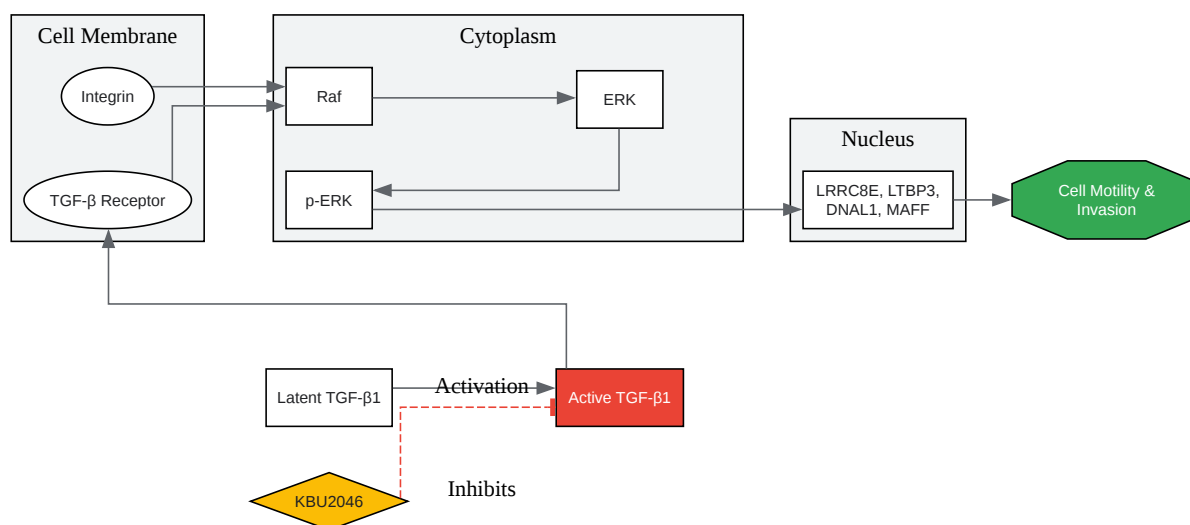 Cell Membrane
Integrin
TGF-β Receptor
Cytoplasm
Raf
ERK
p-ERK
Nucleus
LRRC8E, LTBP3,
DNAL1, MAFF
Cell Motility &
Invasion
Latent TGF-β1
Activation
Active TGF-β1
KBU2046
Inhibits